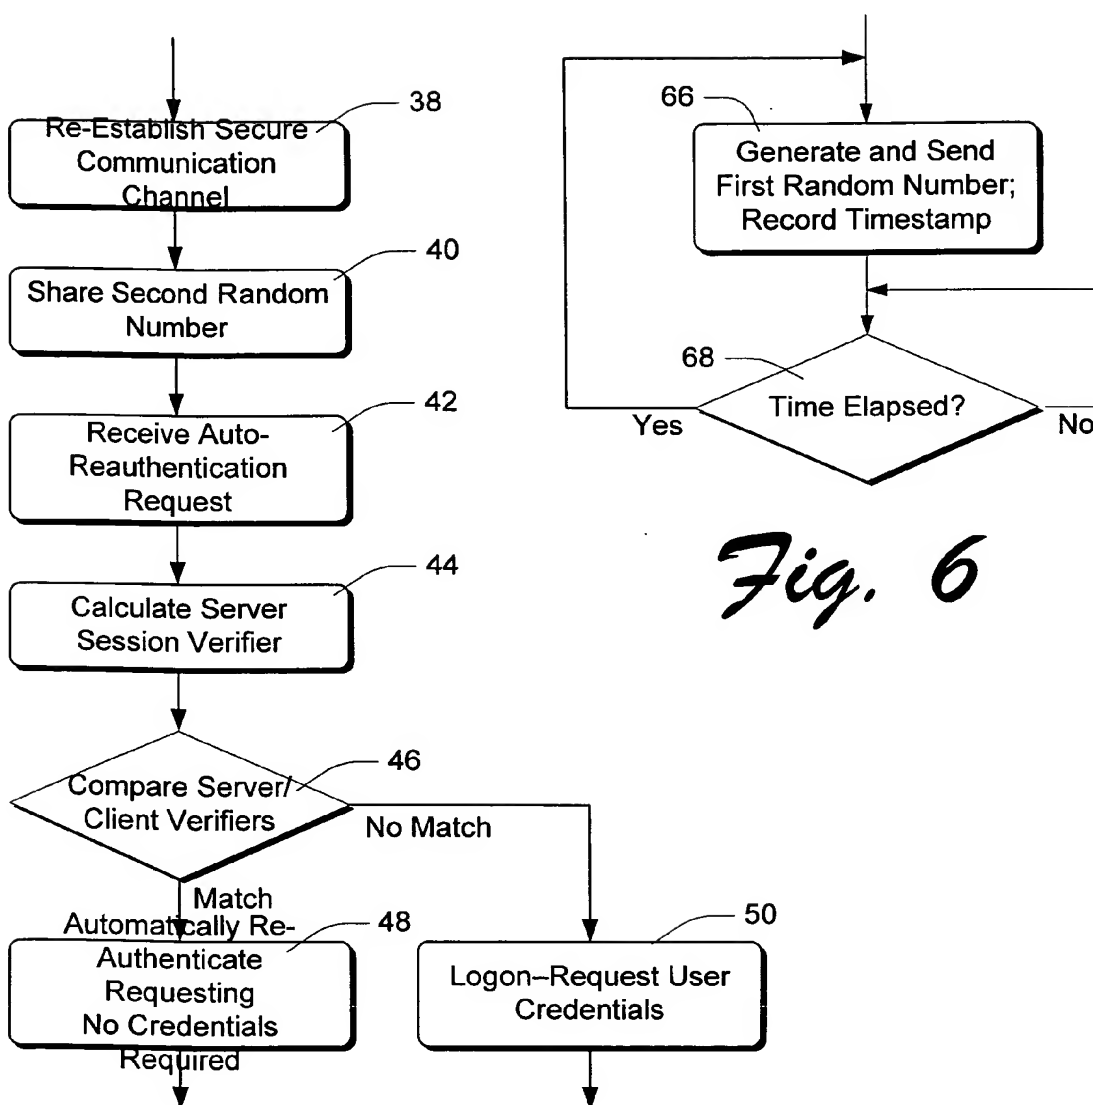 38
Re-Establish Secure
Communication
Channel
40
Share Second Random
Number
42
Receive Auto-
Reauthentication
Request
44
Calculate Server
Session Verifier
46
Compare Server/
Client Verifiers
No Match
Match
48
Automatically Re-
Authenticate
Requesting
No Credentials
Required
50
Logon–Request User
Credentials
66
Generate and Send
First Random Number;
Record Timestamp
68
Time Elapsed?
Yes
No
Fig. 6